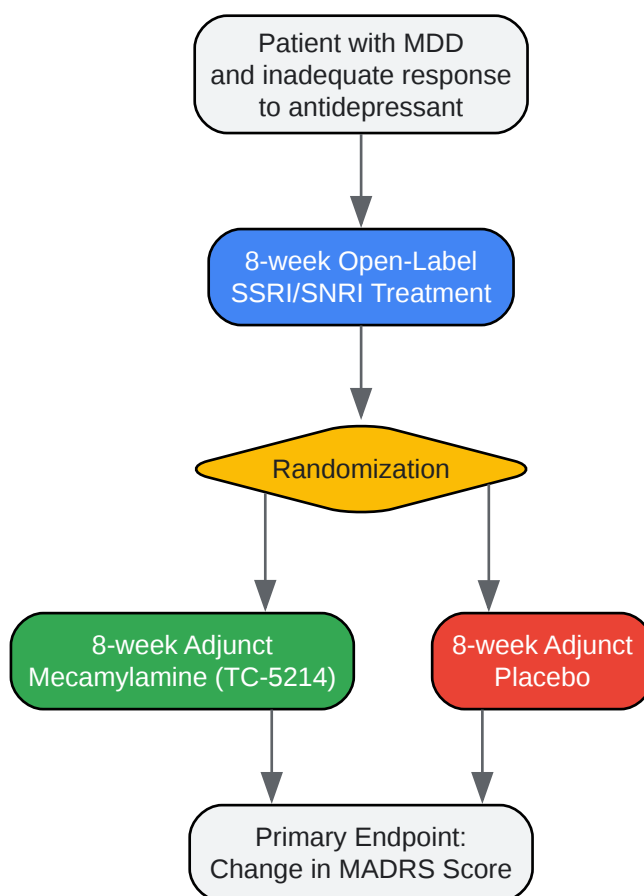 Patient with MDD
and inadequate response
to antidepressant
8-week Open-Label
SSRI/SNRI Treatment
Randomization
8-week Adjunct
Mecamylamine (TC-5214)
8-week Adjunct
Placebo
Primary Endpoint:
Change in MADRS Score